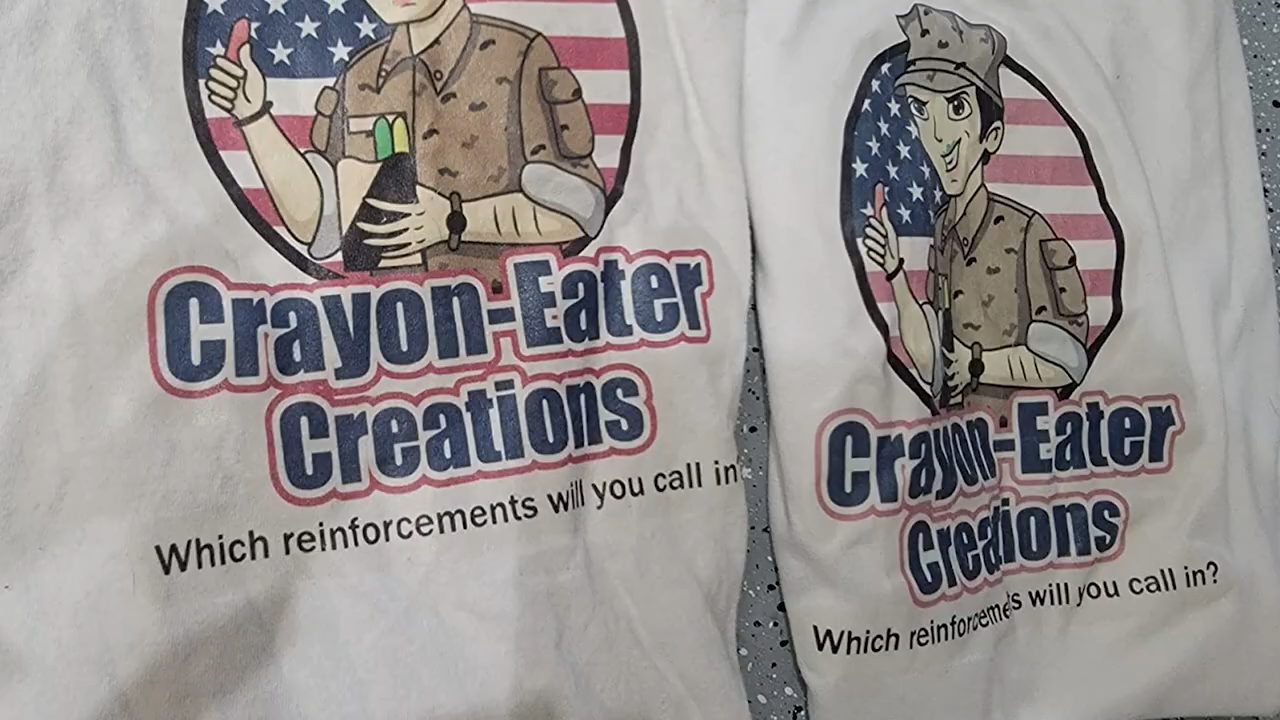 Crayon-Eater
Creations
Which reinforcements will you call in
Crayon-Eater
Creations
Which reinforcements will you call in?